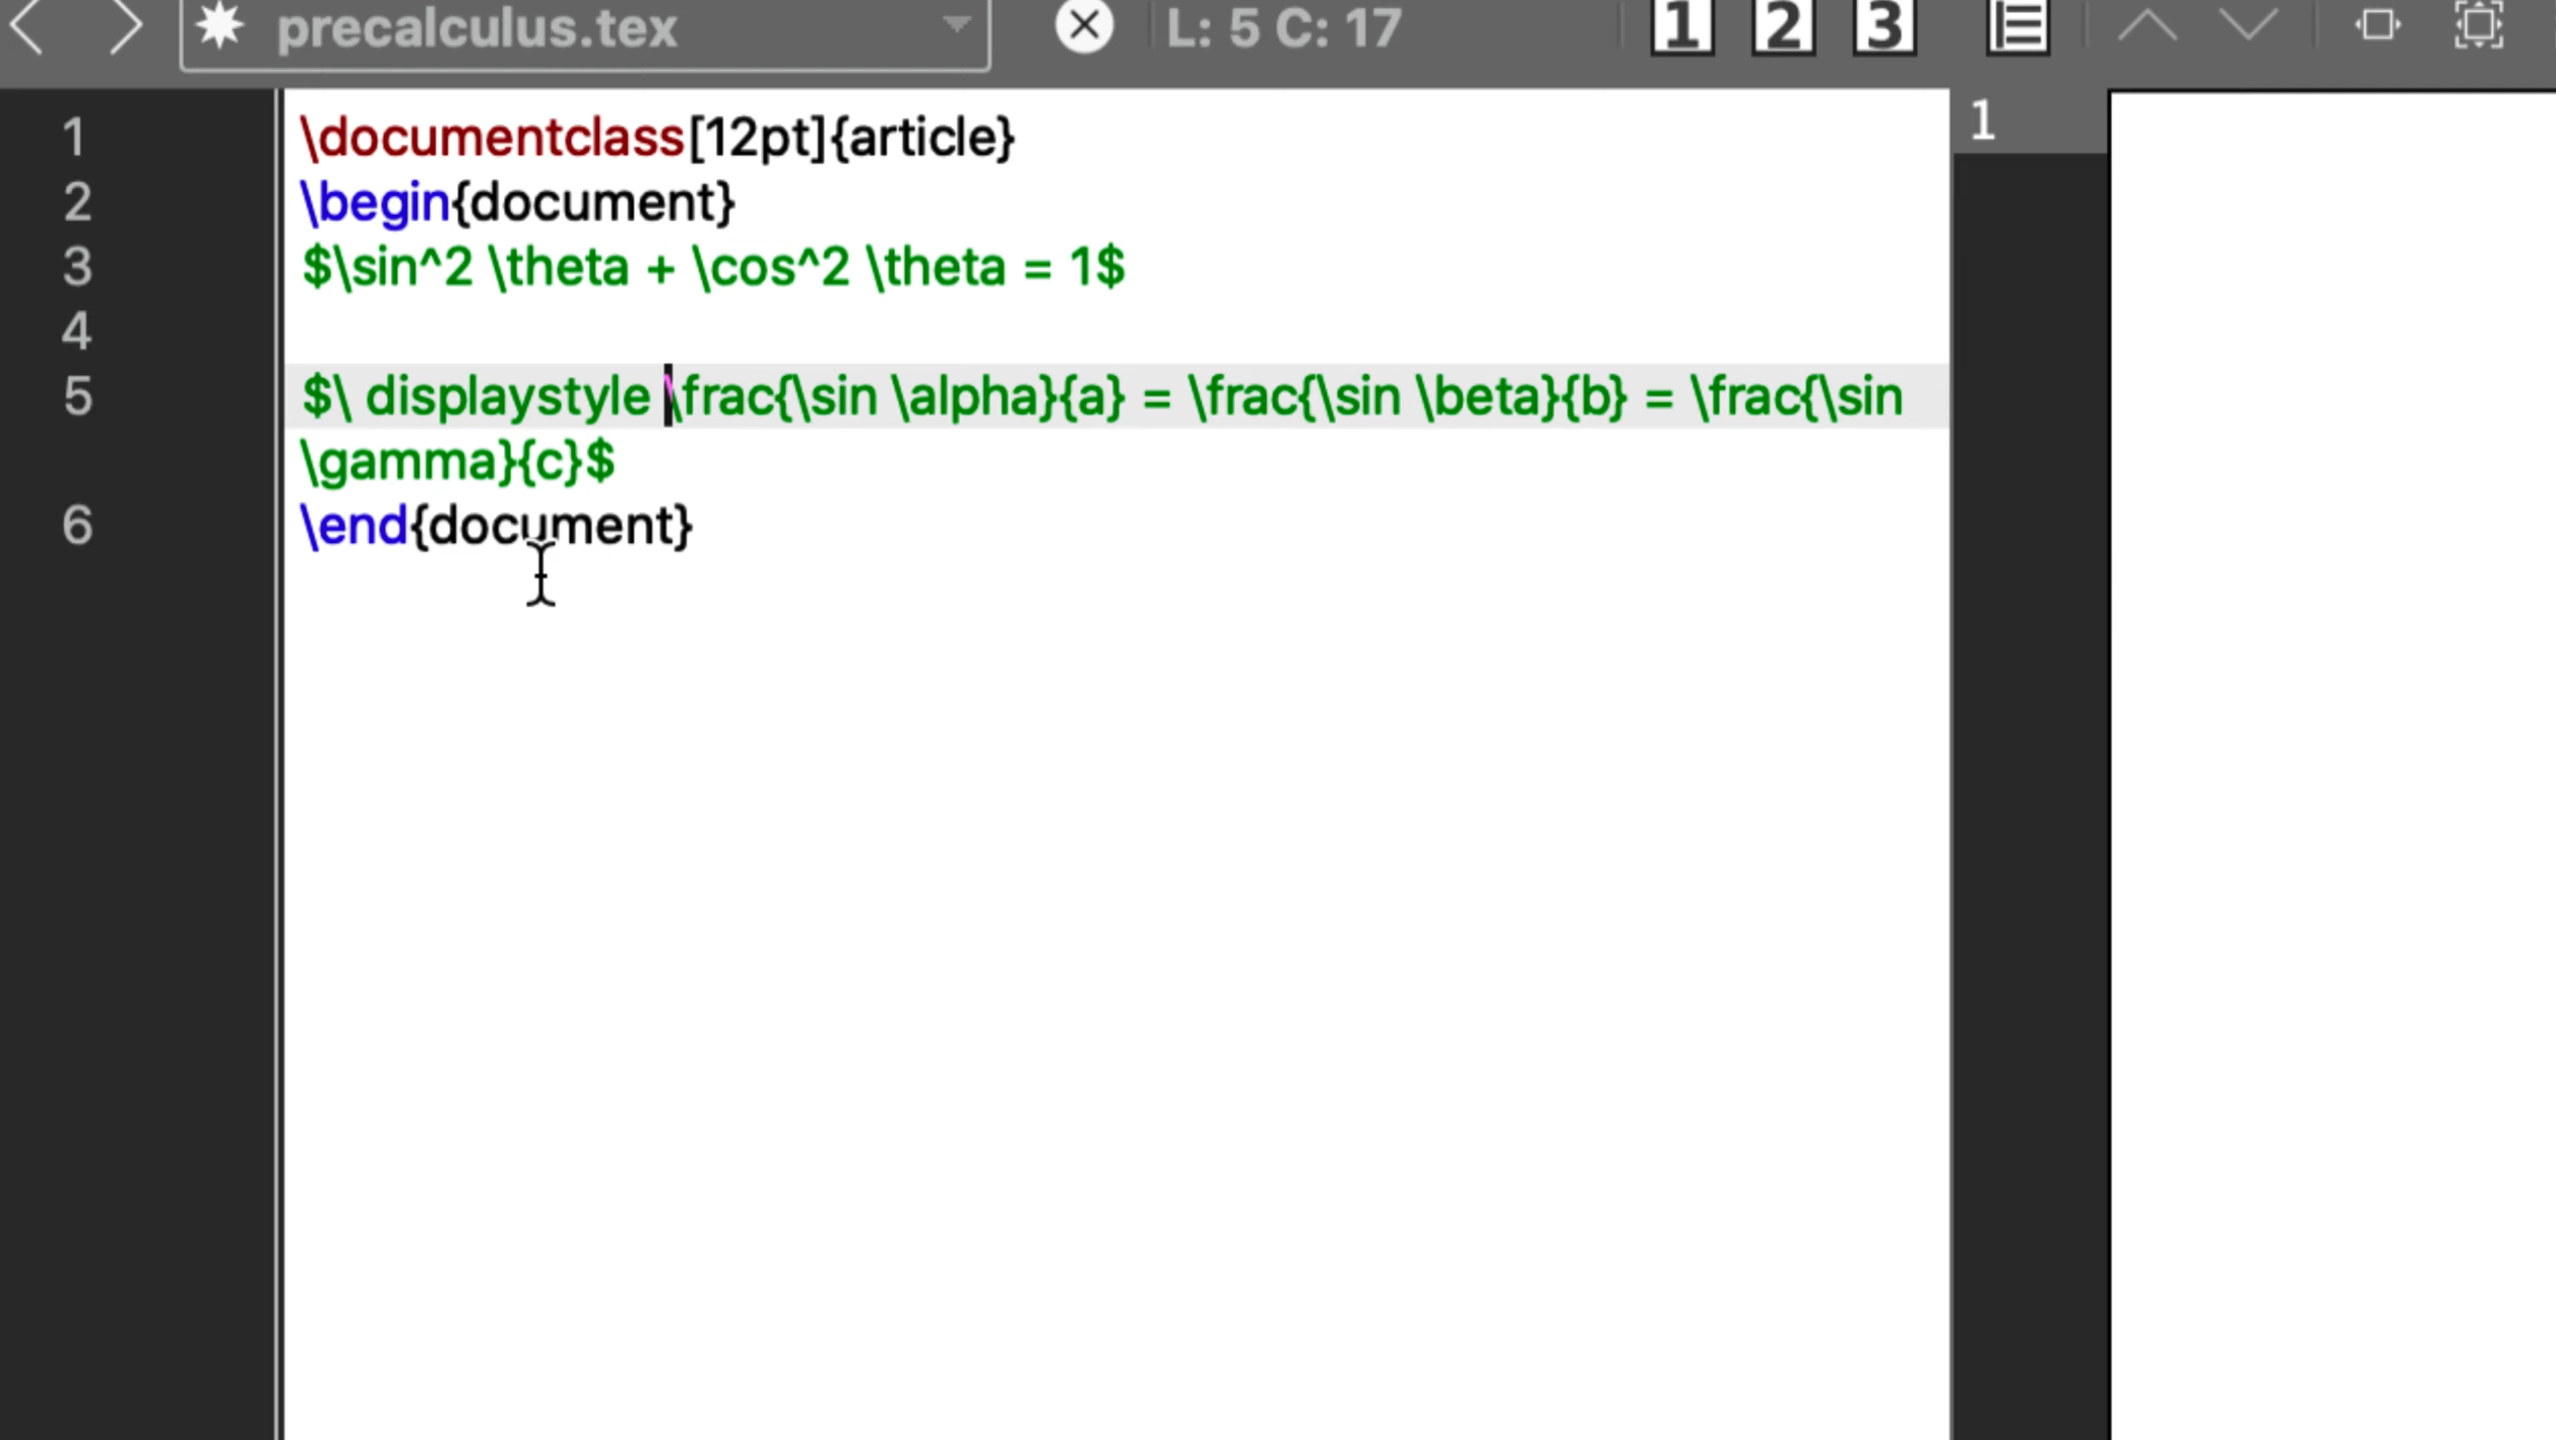 precalculus.tex L: 5 C: 17 1 2 3
1
1 \documentclass[12pt]{article}
2 \begin{document}
3 $\sin^2 \theta + \cos^2 \theta = 1$
4
5 $\ displaystyle \frac{\sin \alpha}{a} = \frac{\sin \beta}{b} = \frac{\sin
\gamma}{c}$
6 \end{document}